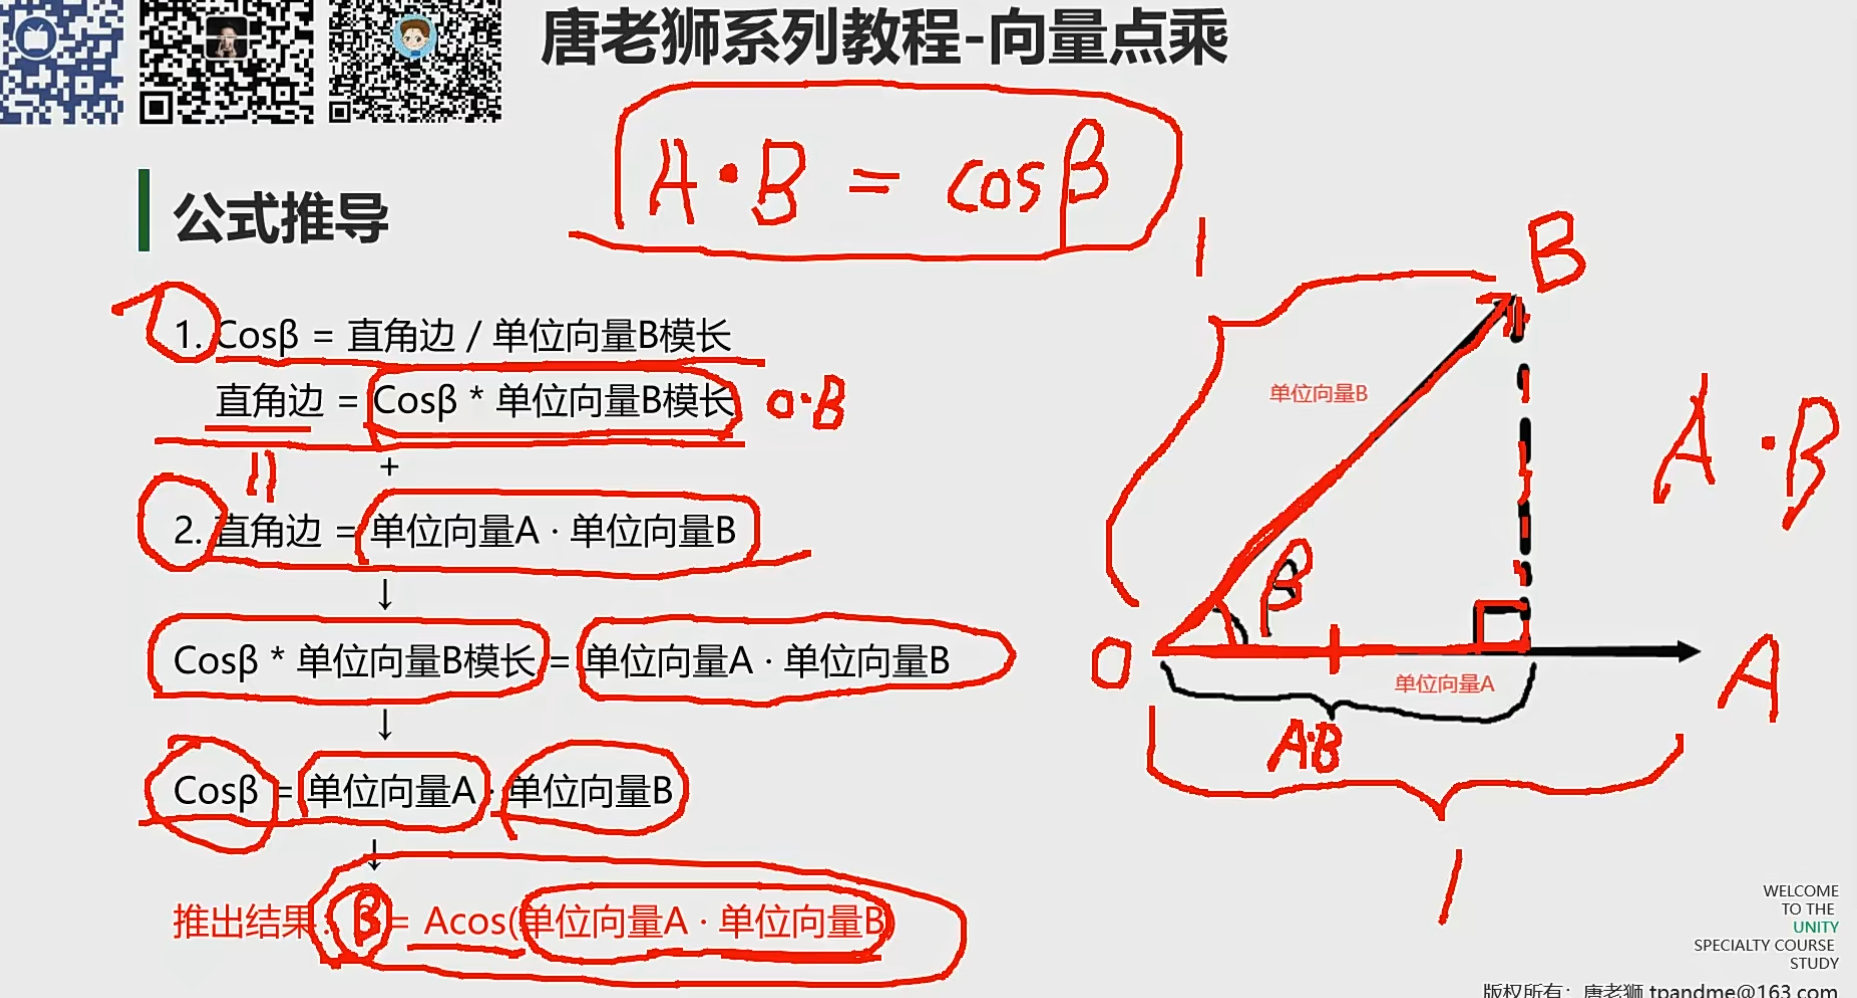 唐老狮系列教程-向量点乘
A·B = cosβ
公式推导
1. Cosβ = 直角边 / 单位向量B模长
直角边 = Cosβ * 单位向量B模长
+
2. 直角边 = 单位向量A · 单位向量B
↓
Cosβ * 单位向量B模长 = 单位向量A · 单位向量B
↓
Cosβ = 单位向量A · 单位向量B
↓
推出结果：β = Acos(单位向量A · 单位向量B)
1
B
单位向量B
A·B
β
O
单位向量A
A
A·B
1
WELCOME
TO THE
UNITY
SPECIALTY COURSE
STUDY
版权所有：唐老狮 tpandme@163.com